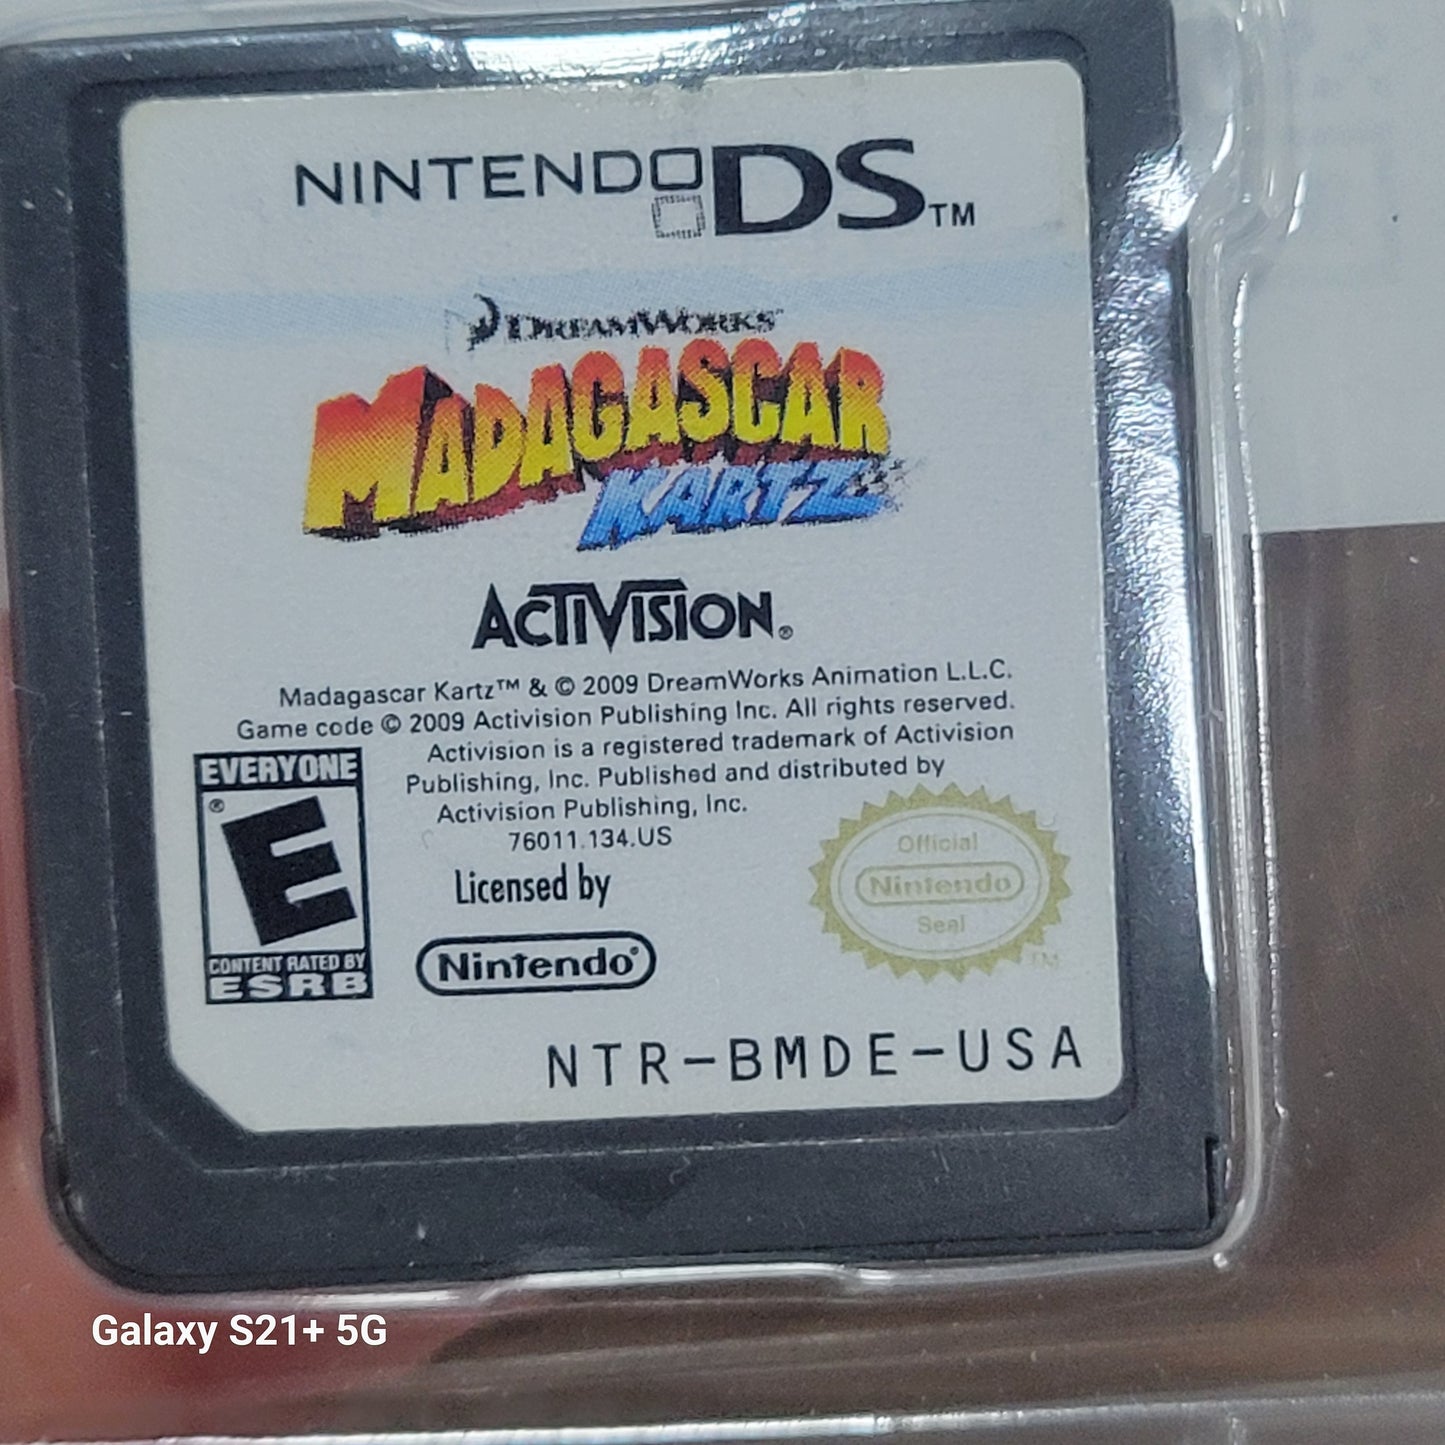 NINTENDO DS™
DREAMWORKS
MADAGASCAR
KARTZ
ACTIVISION®
Madagascar Kartz™ & © 2009 DreamWorks Animation L.L.C.
Game code © 2009 Activision Publishing Inc. All rights reserved.
Activision is a registered trademark of Activision
Publishing, Inc. Published and distributed by
Activision Publishing, Inc.
76011.134.US
EVERYONE
®
E
CONTENT RATED BY
ESRB
Licensed by
Nintendo®
Official
Nintendo
Seal
TM
NTR-BMDE-USA
Galaxy S21+ 5G